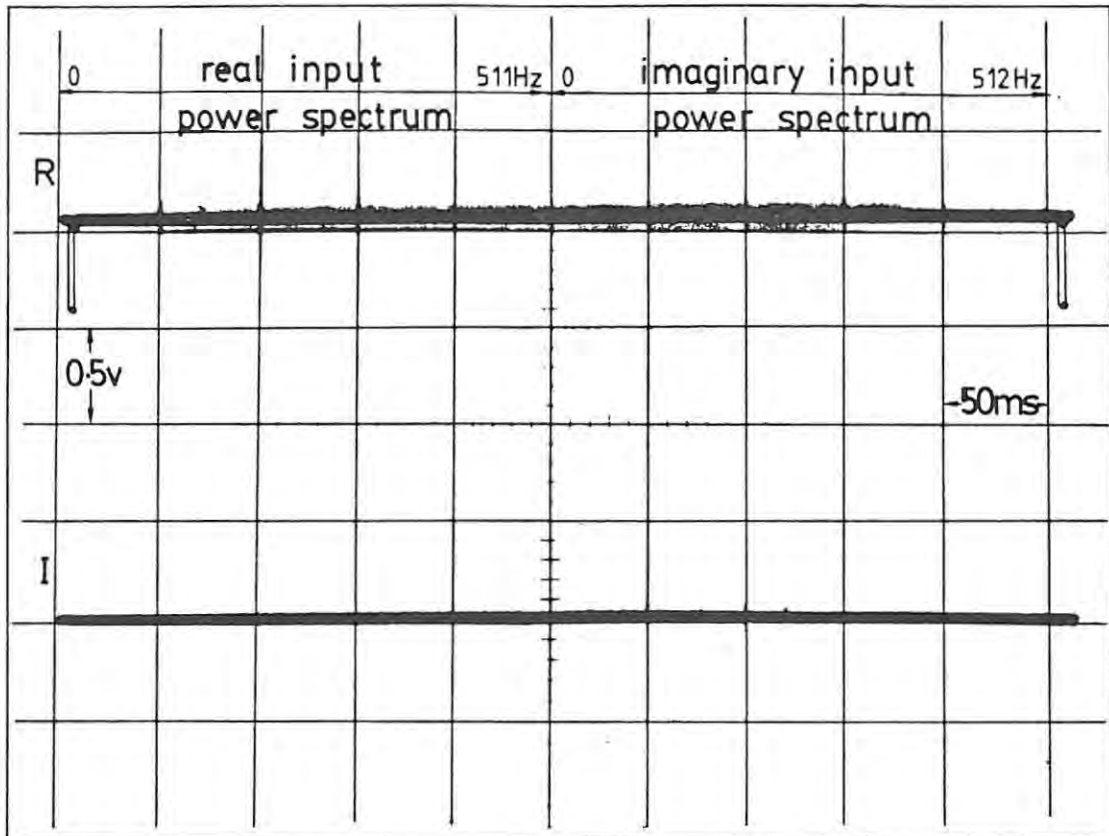 0 real input 511Hz 0 imaginary input 512Hz
power spectrum power spectrum
R
0.5v
50ms
I